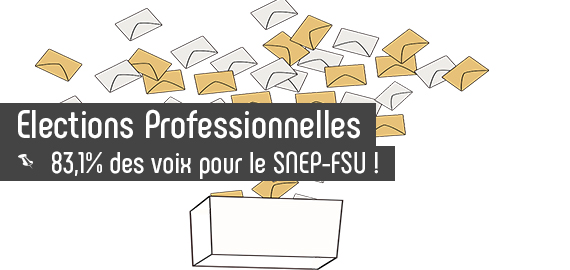 Elections Professionnelles
83,1% des voix pour le SNEP-FSU !